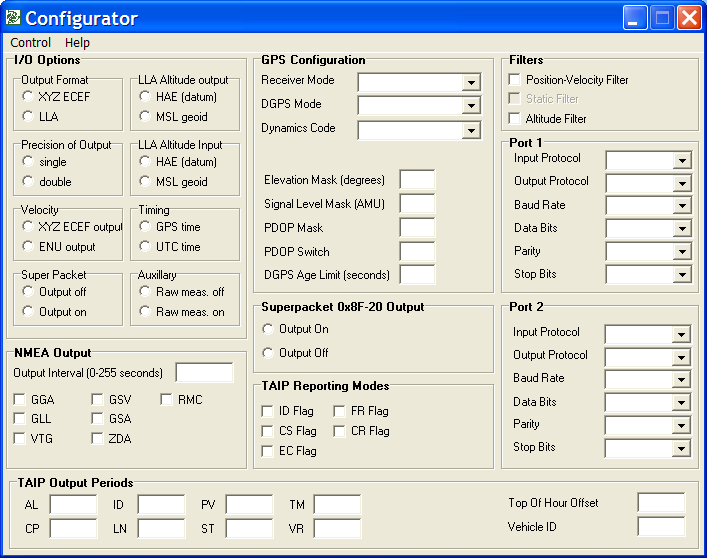 Configurator
Control Help
I/O Options
Output Format
XYZ ECEF
LLA
LLA Altitude output
HAE (datum)
MSL geoid
Precision of Output
single
double
LLA Altitude Input
HAE (datum)
MSL geoid
Velocity
XYZ ECEF output
ENU output
Timing
GPS time
UTC time
Super Packet
Output off
Output on
Auxillary
Raw meas. off
Raw meas. on
NMEA Output
Output Interval (0-255 seconds)
GGA GSV RMC
GLL GSA
VTG ZDA
GPS Configuration
Receiver Mode
DGPS Mode
Dynamics Code
Elevation Mask (degrees)
Signal Level Mask (AMU)
PDOP Mask
PDOP Switch
DGPS Age Limit (seconds)
Superpacket 0x8F-20 Output
Output On
Output Off
TAIP Reporting Modes
ID Flag FR Flag
CS Flag CR Flag
EC Flag
Filters
Position-Velocity Filter
Static Filter
Altitude Filter
Port 1
Input Protocol
Output Protocol
Baud Rate
Data Bits
Parity
Stop Bits
Port 2
Input Protocol
Output Protocol
Baud Rate
Data Bits
Parity
Stop Bits
TAIP Output Periods
AL ID PV TM Top Of Hour Offset
CP LN ST VR Vehicle ID